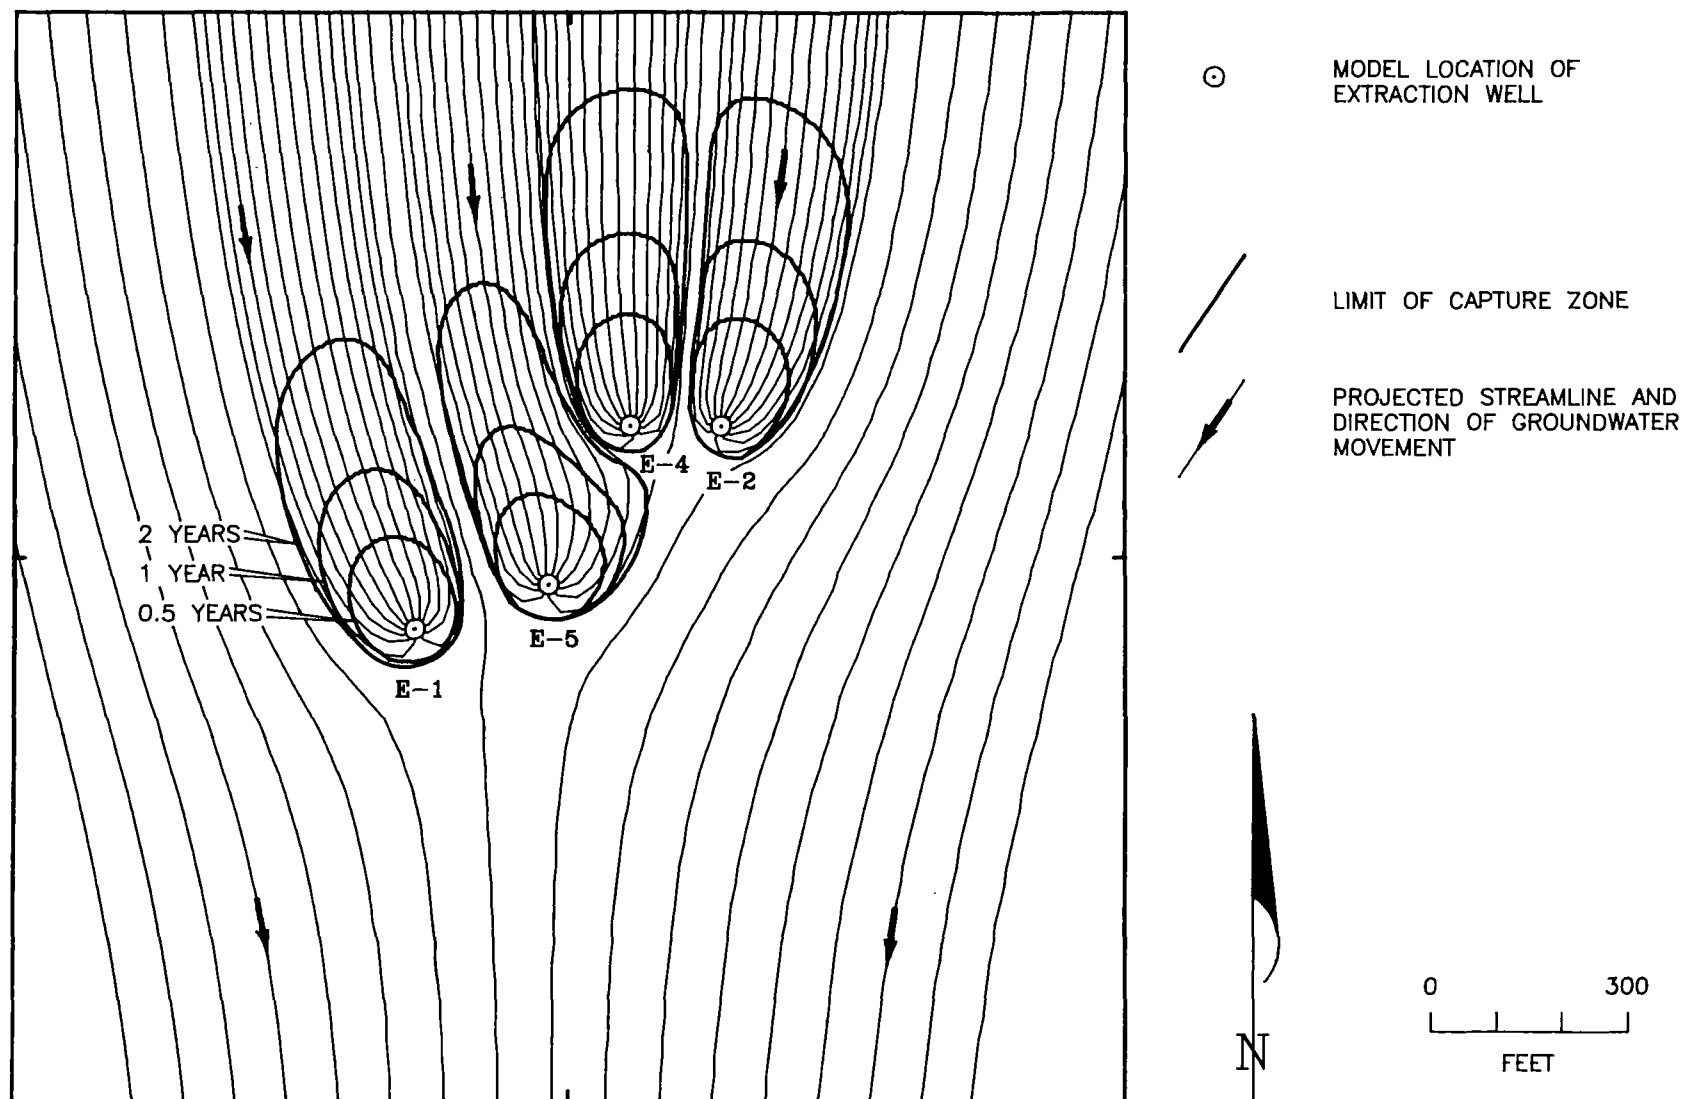 MODEL LOCATION OF
EXTRACTION WELL
LIMIT OF CAPTURE ZONE
PROJECTED STREAMLINE AND
DIRECTION OF GROUNDWATER
MOVEMENT
E-4
E-2
2 YEARS
1 YEAR
0.5 YEARS
E-5
E-1
0 300
FEET
N